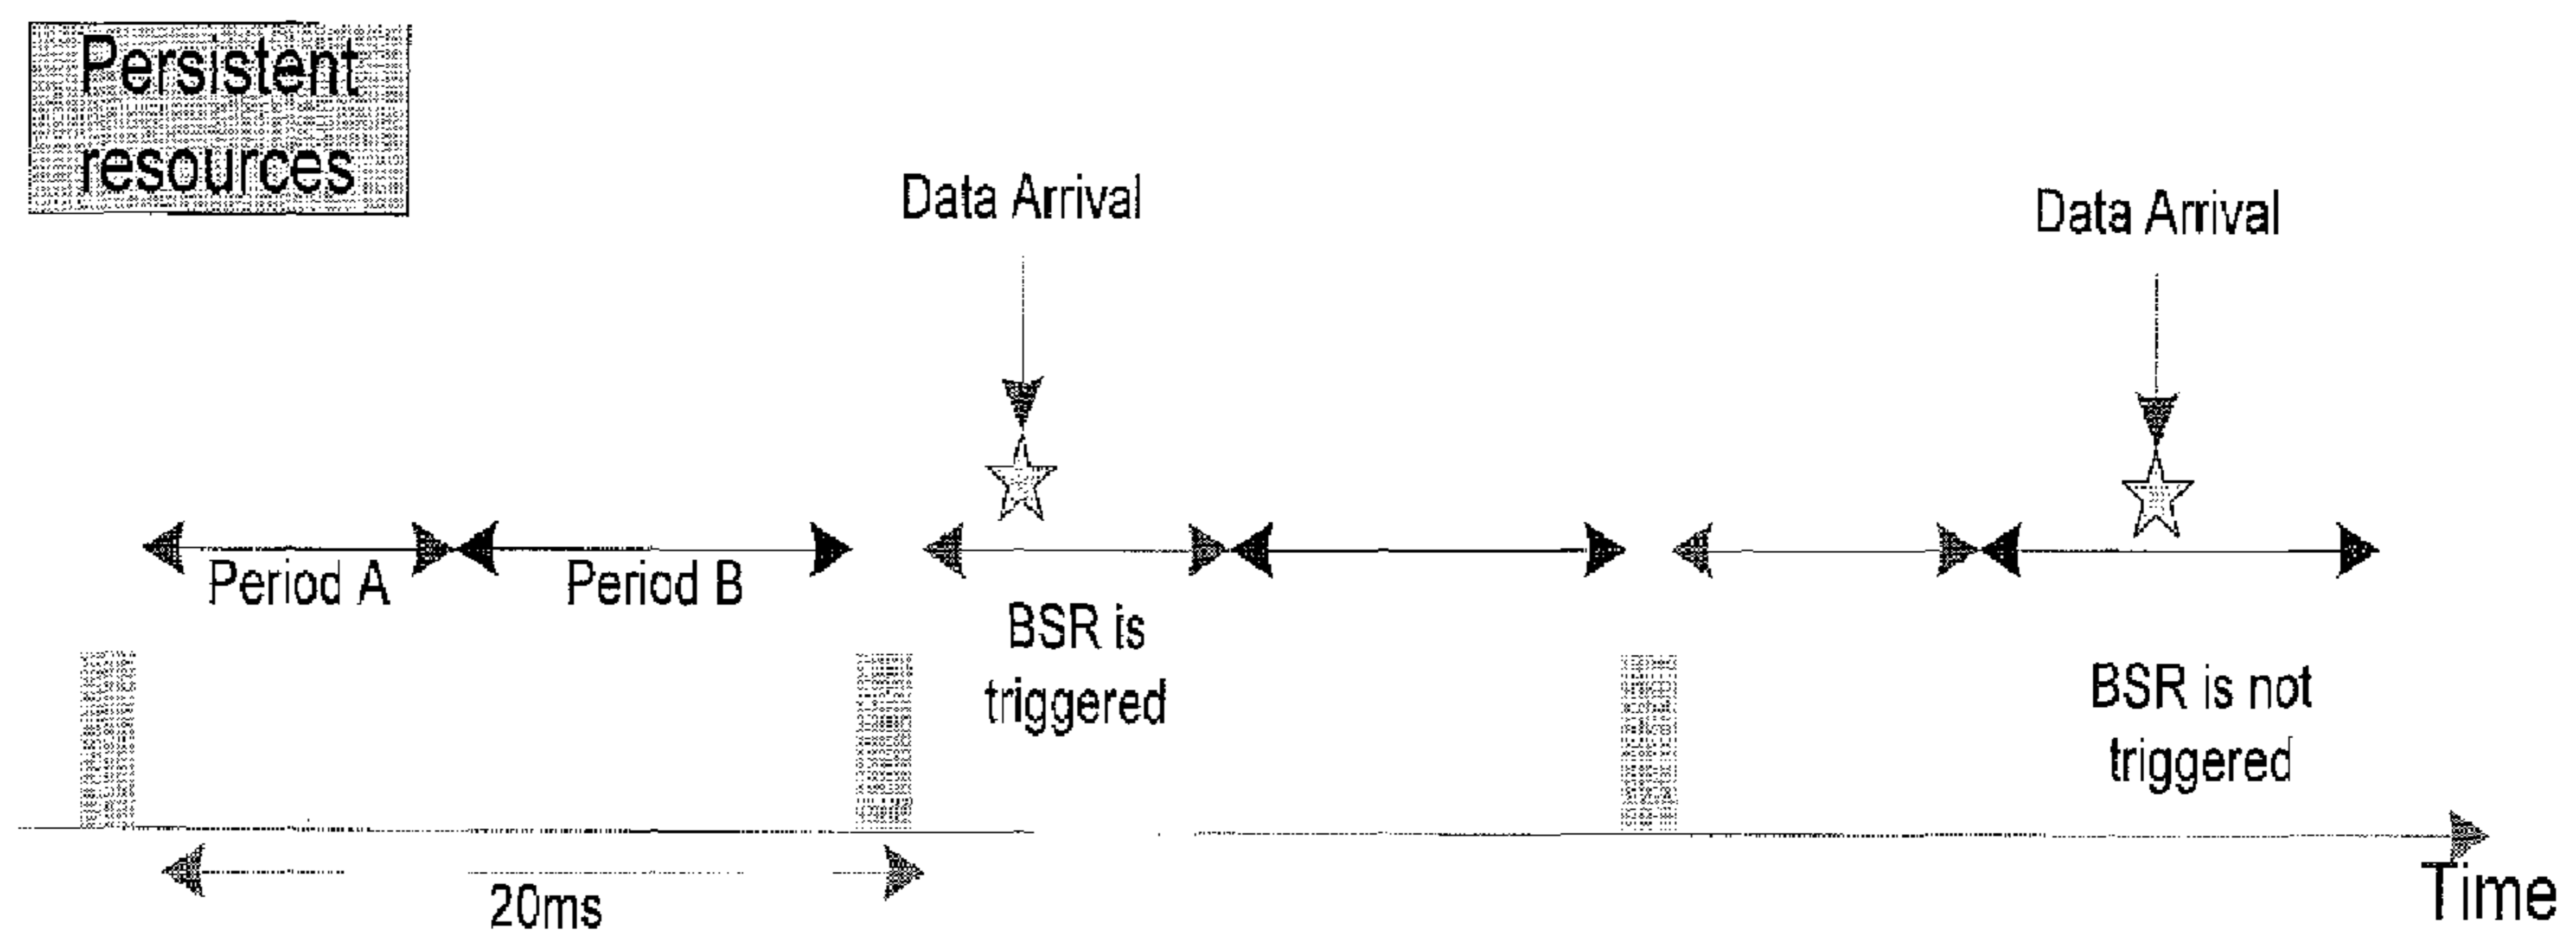 Persistent
resources
Data Arrival
Data Arrival
Period A
Period B
BSR is
triggered
BSR is not
triggered
20ms
Time